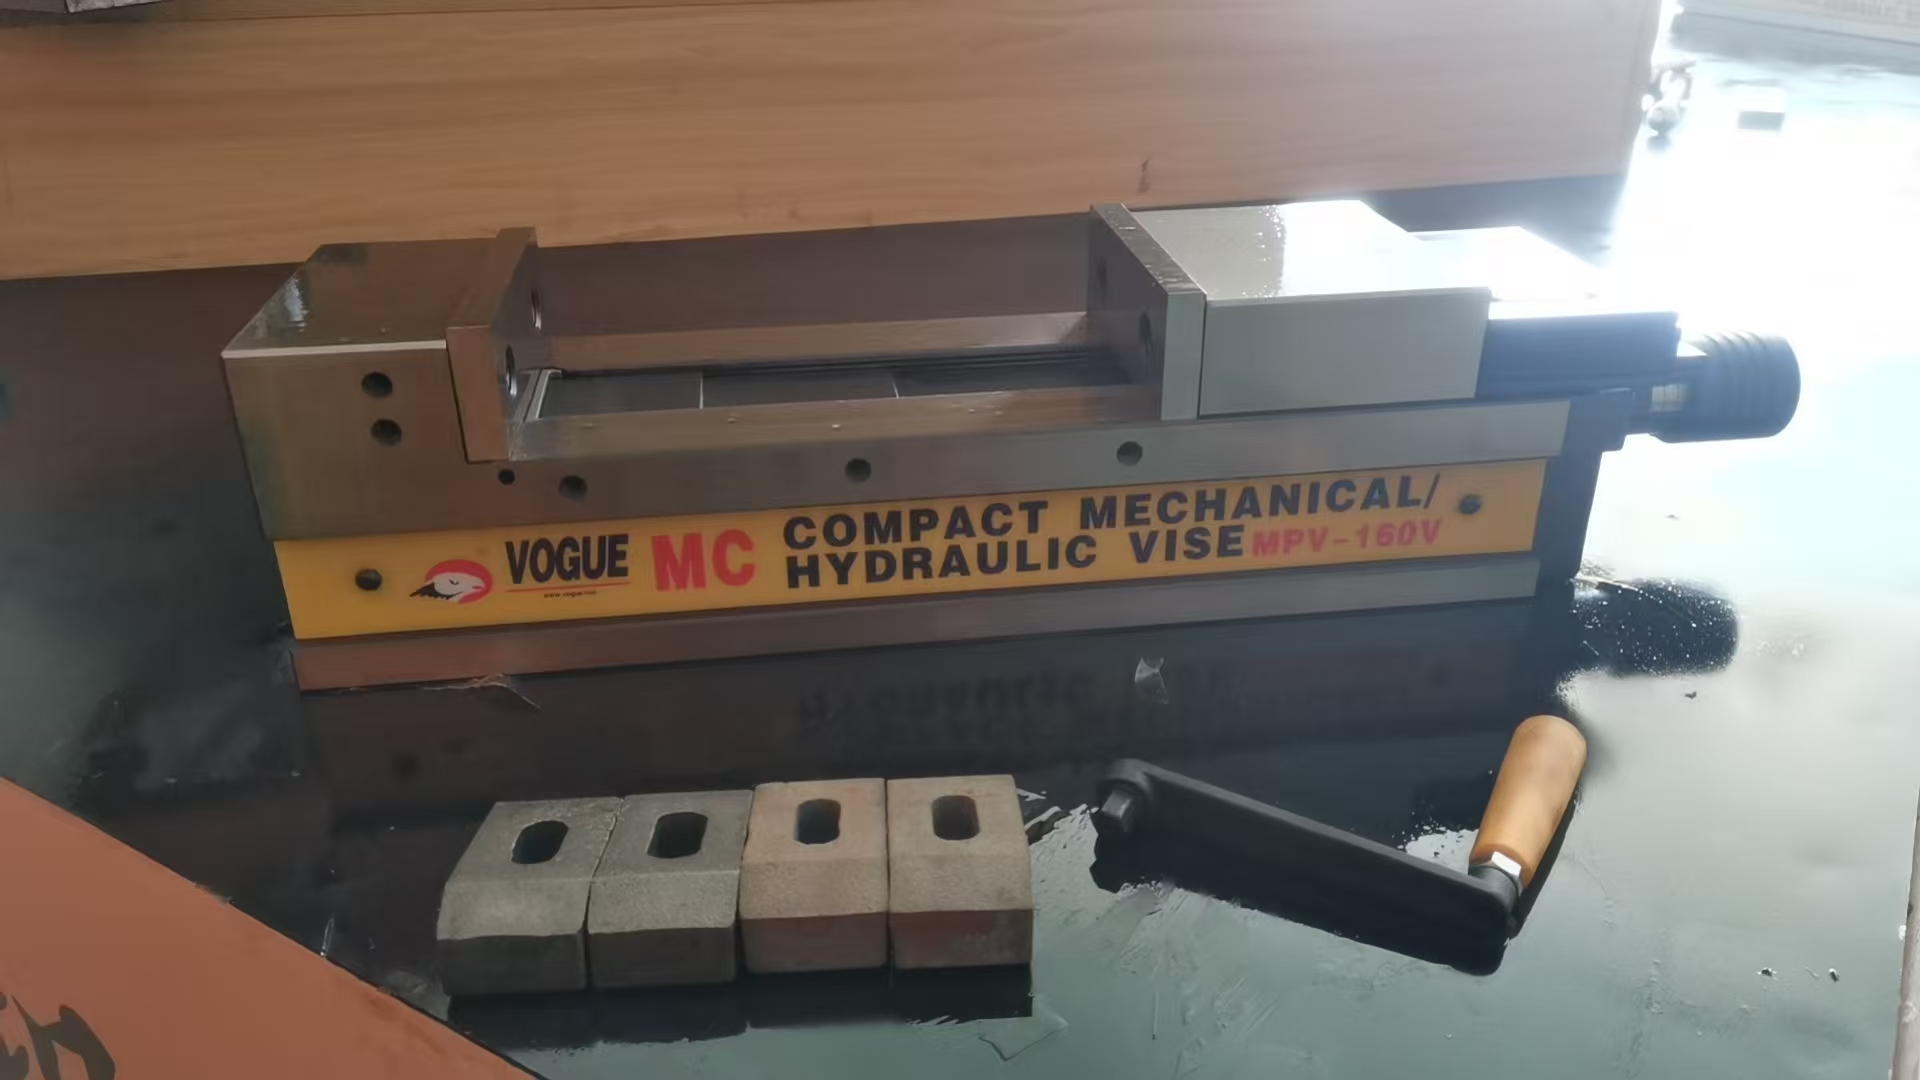 VOGUE
MC
COMPACT MECHANICAL/
HYDRAULIC VISE MPV-160V